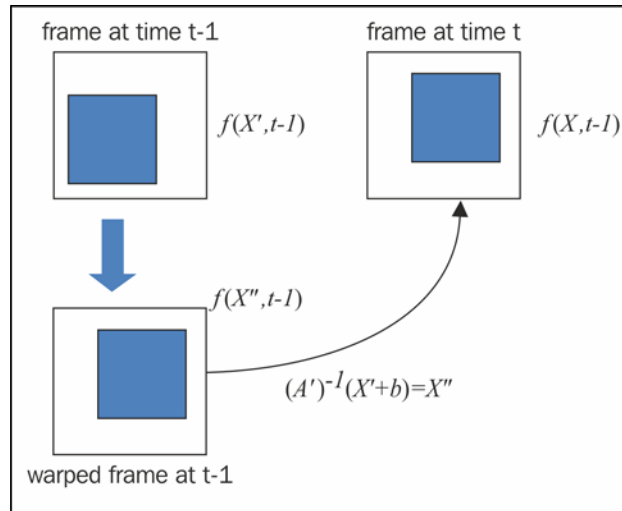 frame at time t-1
frame at time t
f(X′,t-1)
f(X,t-1)
f(X″,t-1)
(A′)⁻¹(X′+b)=X″
warped frame at t-1